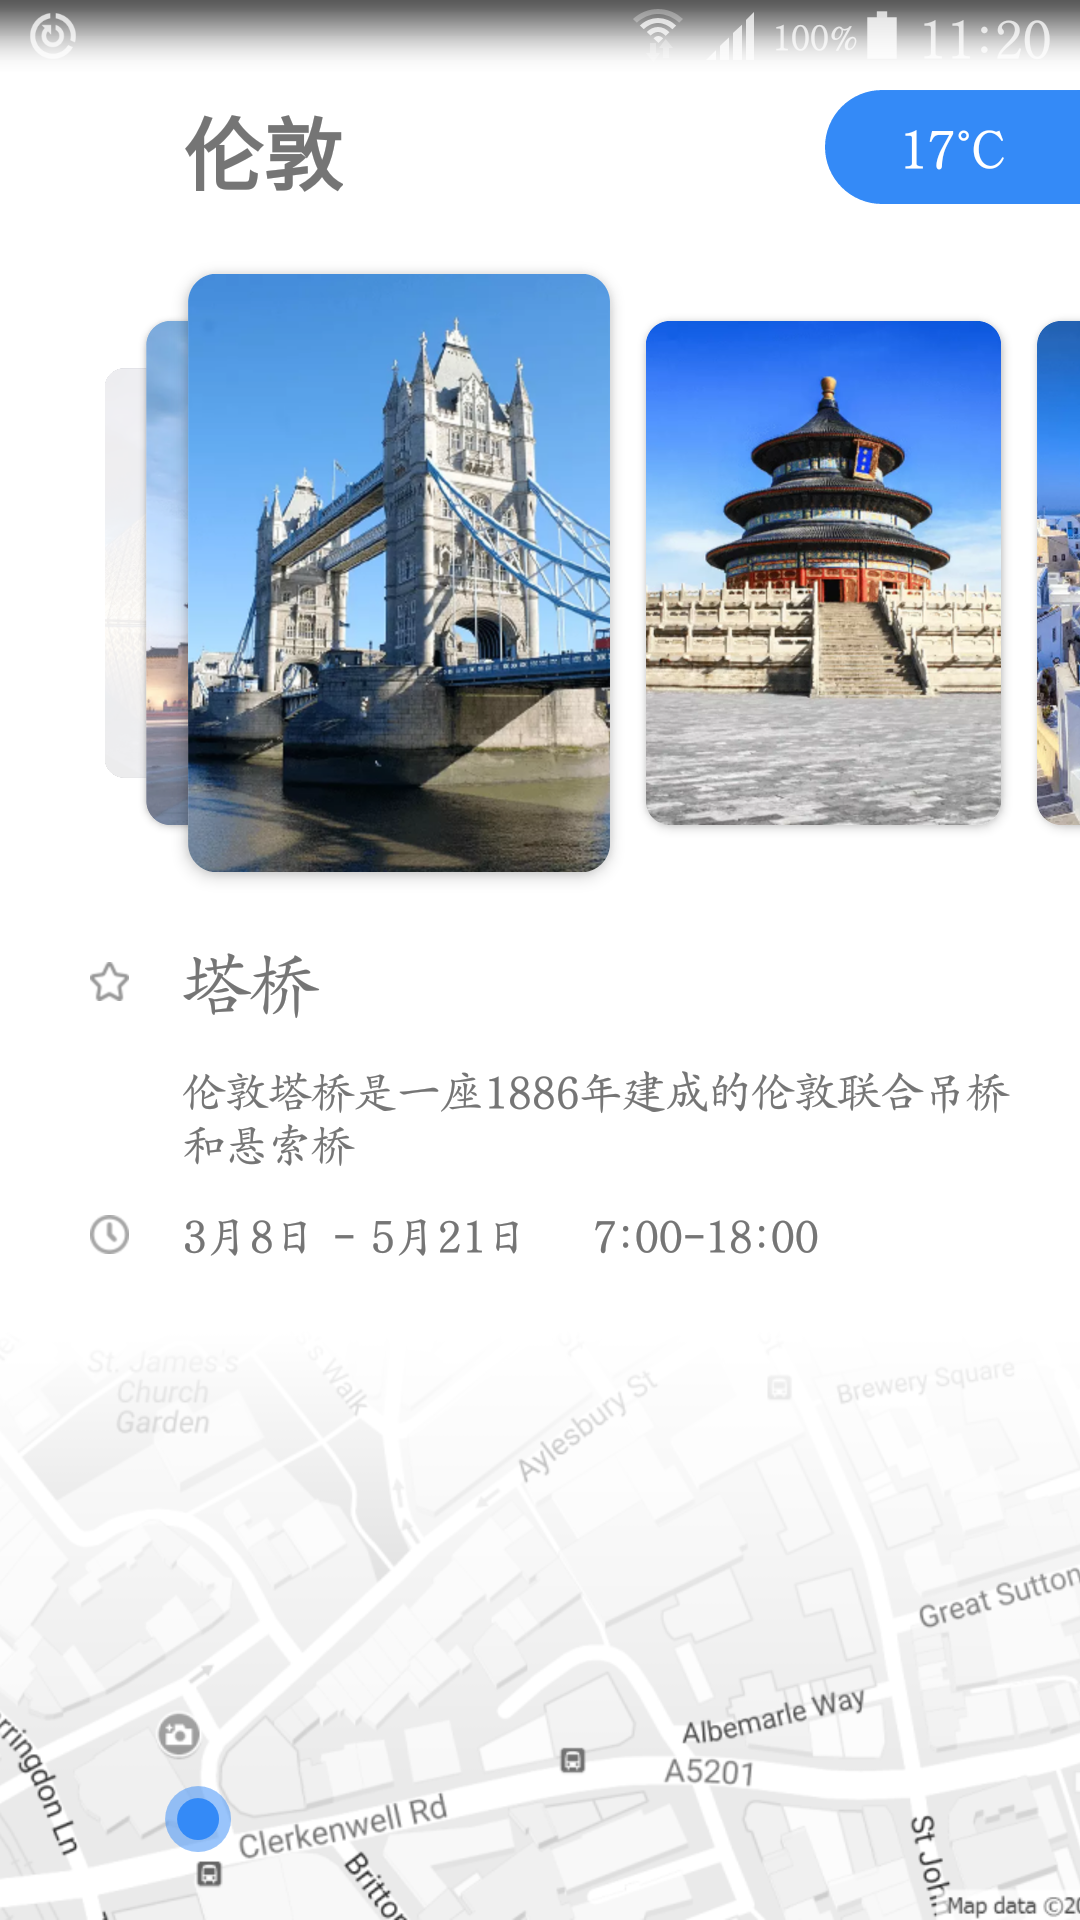 100% 11:20
伦敦
17°C
塔桥
伦敦塔桥是一座1886年建成的伦敦联合吊桥
和悬索桥
3月8日 - 5月21日 7:00-18:00
St. James's
Church
Garden
's Walk
Aylesbury St
Brewery Square
Great Sutton
Albemarle Way
A5201
rringdon Ln
Clerkenwell Rd
Britton
St John
Map data ©20